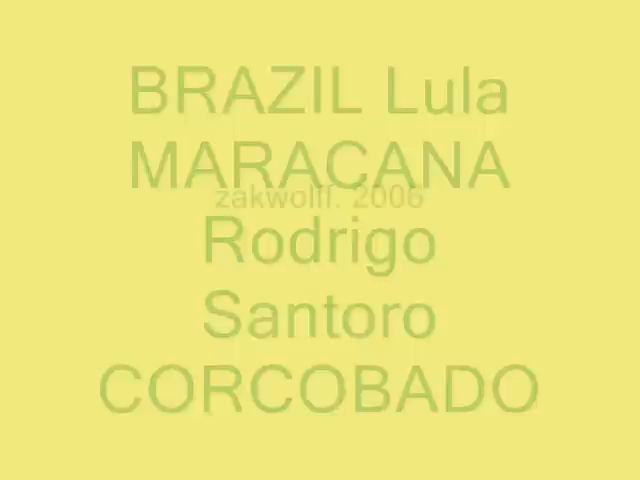 BRAZIL Lula
MARACANA
zakwolff. 2006
Rodrigo
Santoro
CORCOBADO